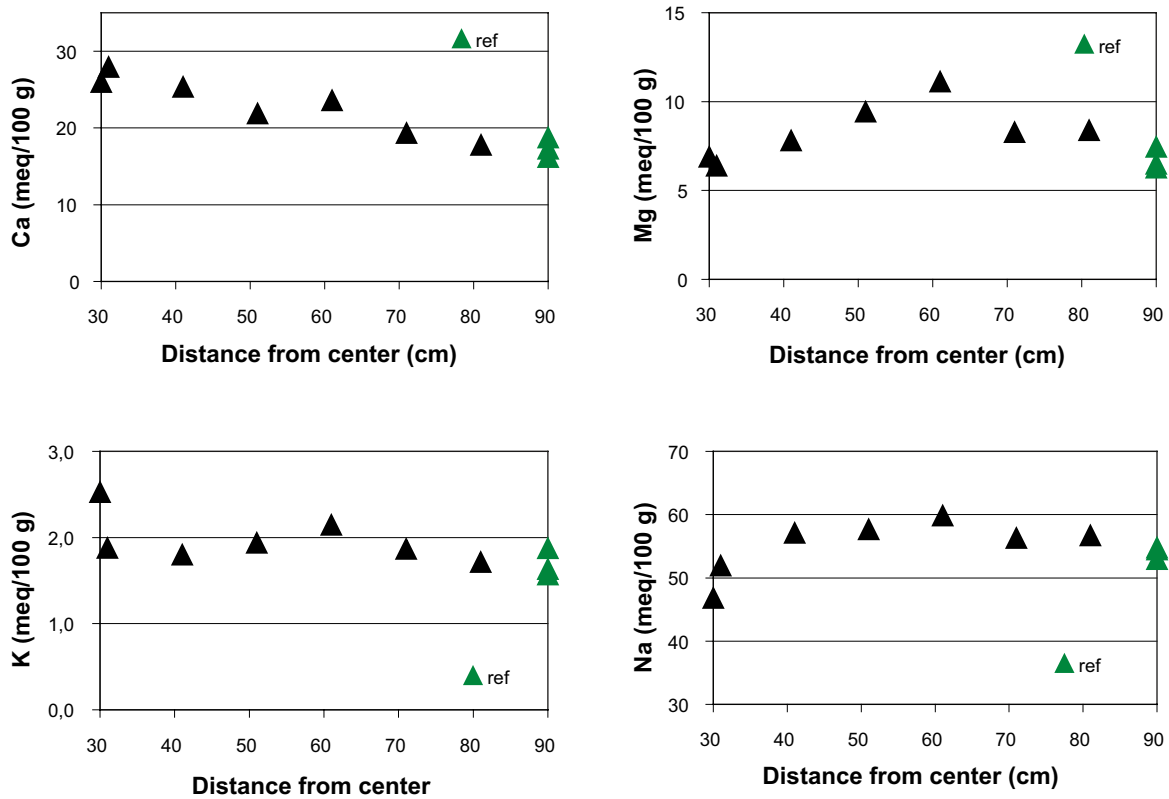 Ca (meq/100 g)
30
20
10
0
ref
30 40 50 60 70 80 90
Distance from center (cm)
Mg (meq/100 g)
15
10
5
0
ref
30 40 50 60 70 80 90
Distance from center (cm)
K (meq/100 g)
3,0
2,0
1,0
0,0
ref
30 40 50 60 70 80 90
Distance from center
Na (meq/100 g)
70
60
50
40
30
ref
30 40 50 60 70 80 90
Distance from center (cm)